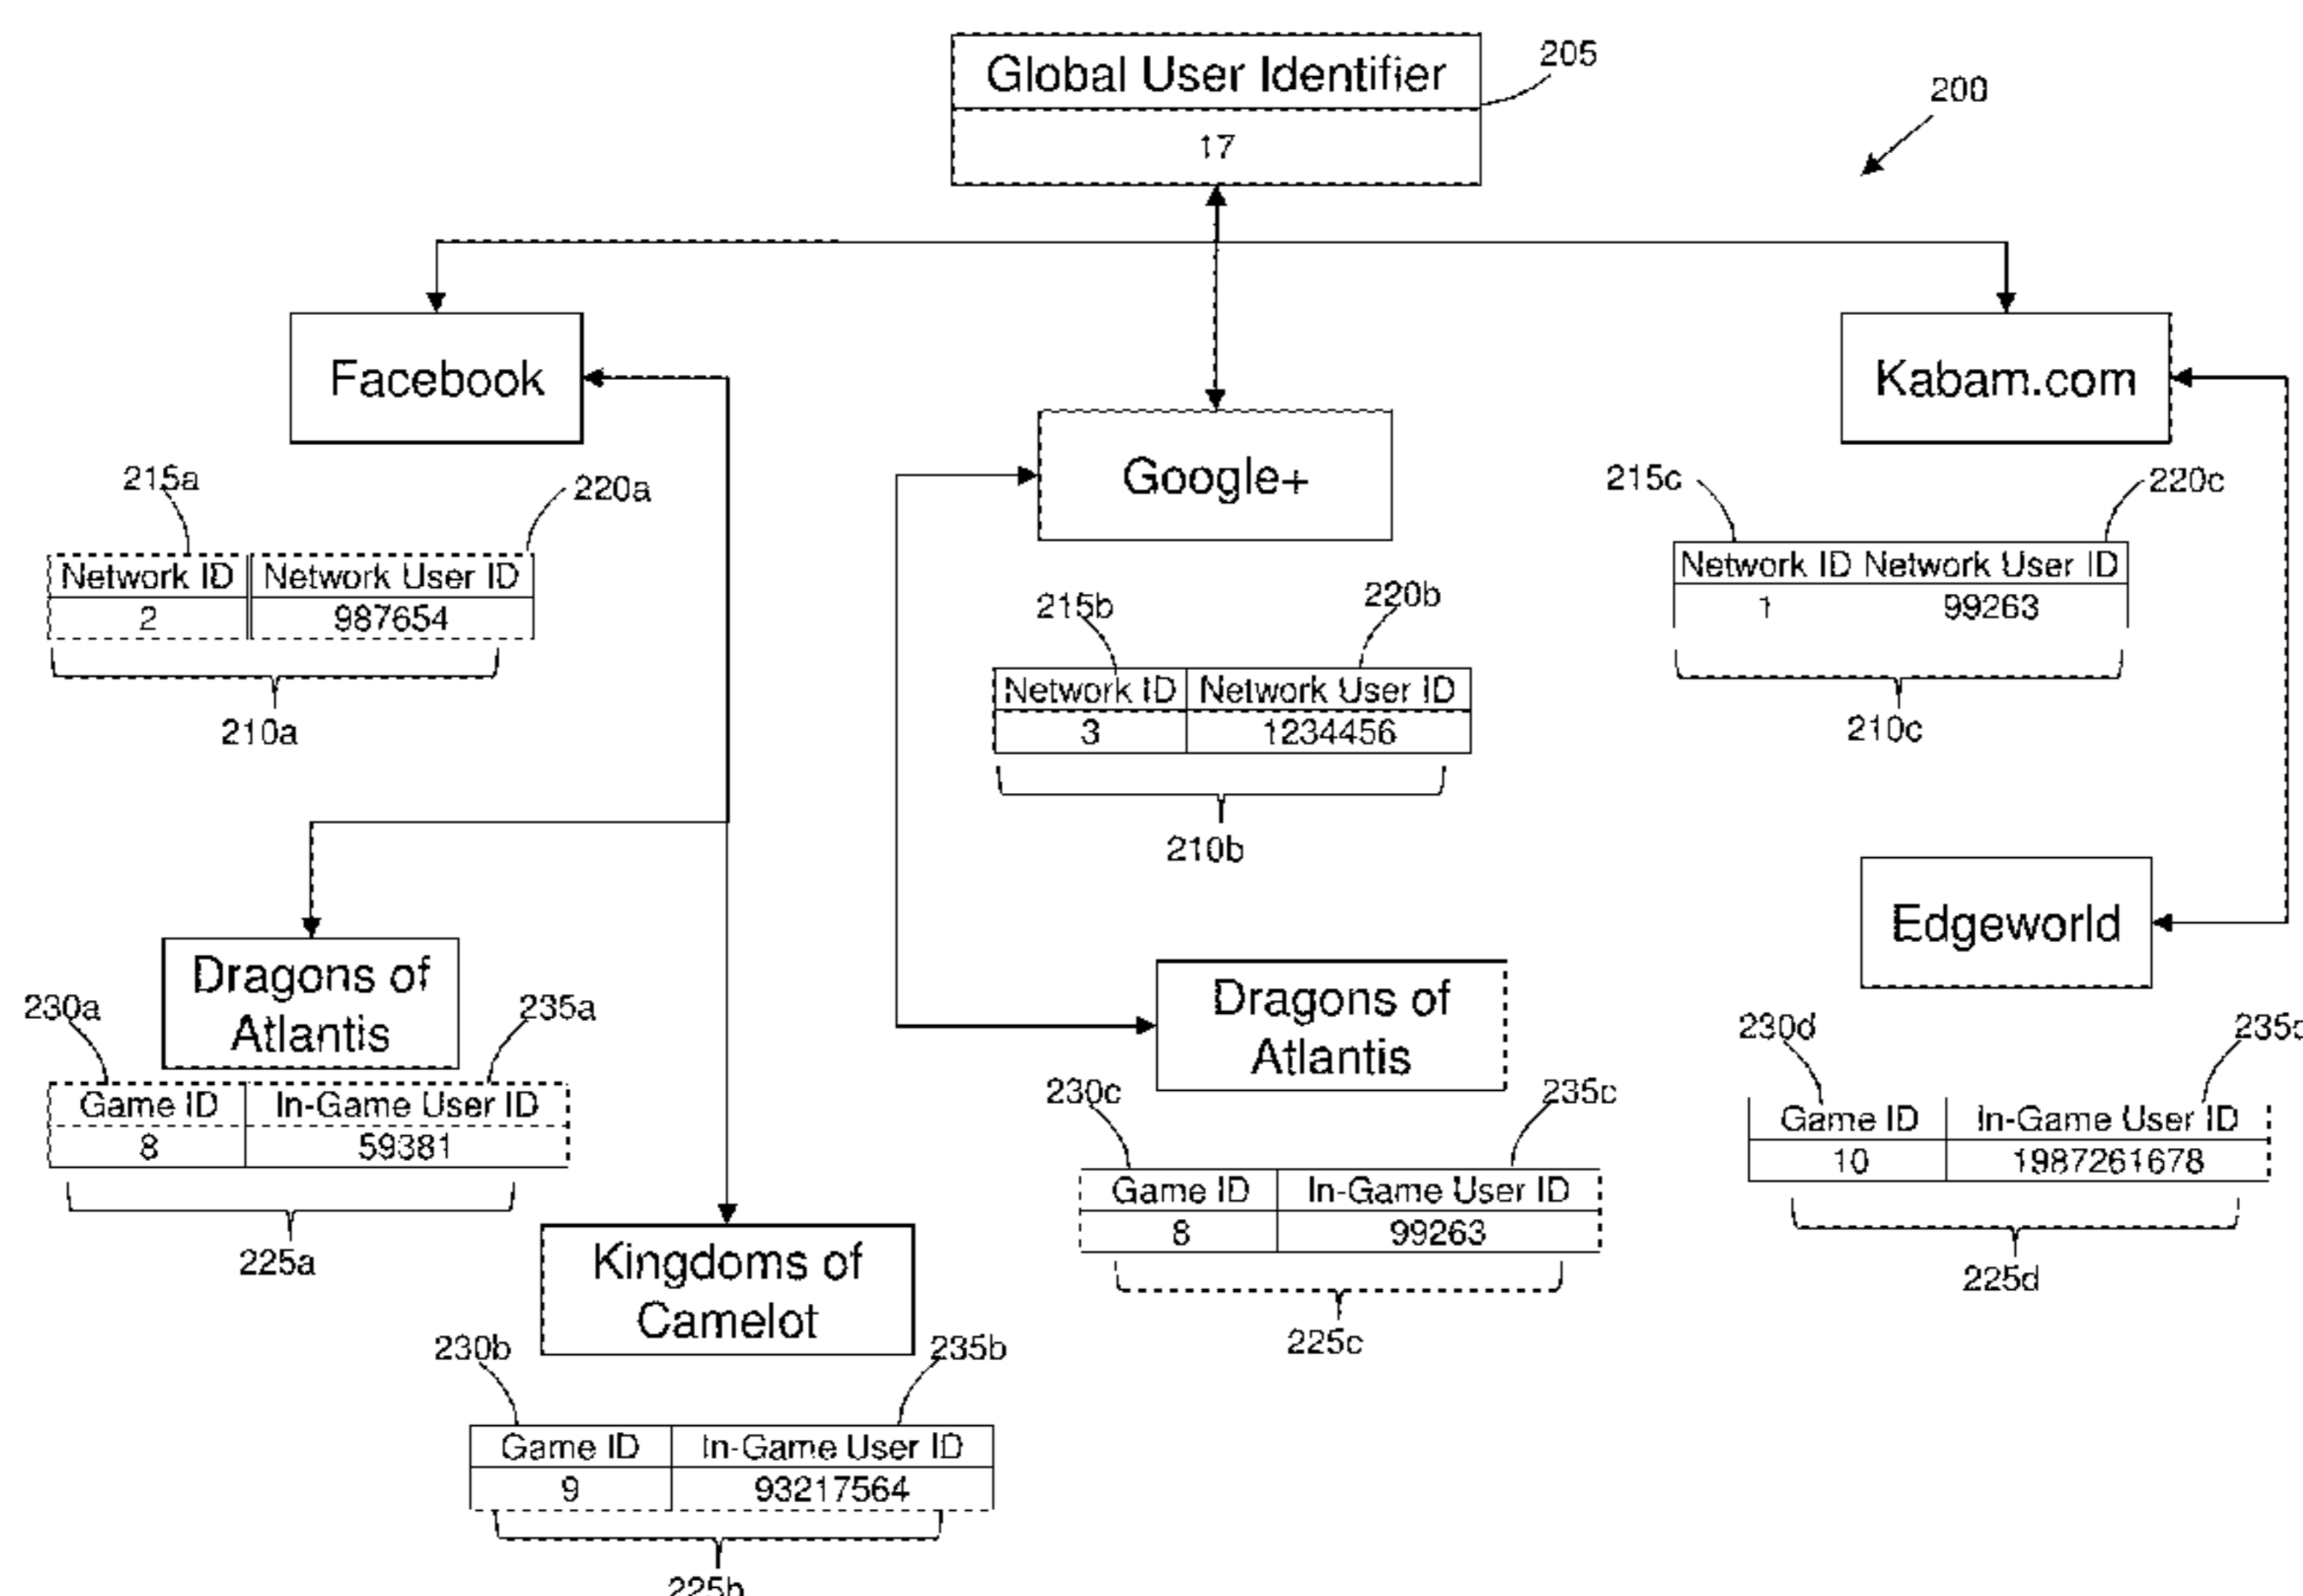 Global User Identifier
205
17
200
Facebook
Kabam.com
Google+
215a
220a
Network ID Network User ID
2 987654
210a
215b
220b
Network ID Network User ID
3 1234456
210b
215c
220c
Network ID Network User ID
1 99263
210c
Dragons of
Atlantis
230a
235a
Game ID In-Game User ID
8 59381
225a
Kingdoms of
Camelot
230b
235b
Game ID In-Game User ID
9 93217564
225b
Dragons of
Atlantis
230c
235c
Game ID In-Game User ID
8 99263
225c
Edgeworld
230d
235d
Game ID In-Game User ID
10 1987261678
225d